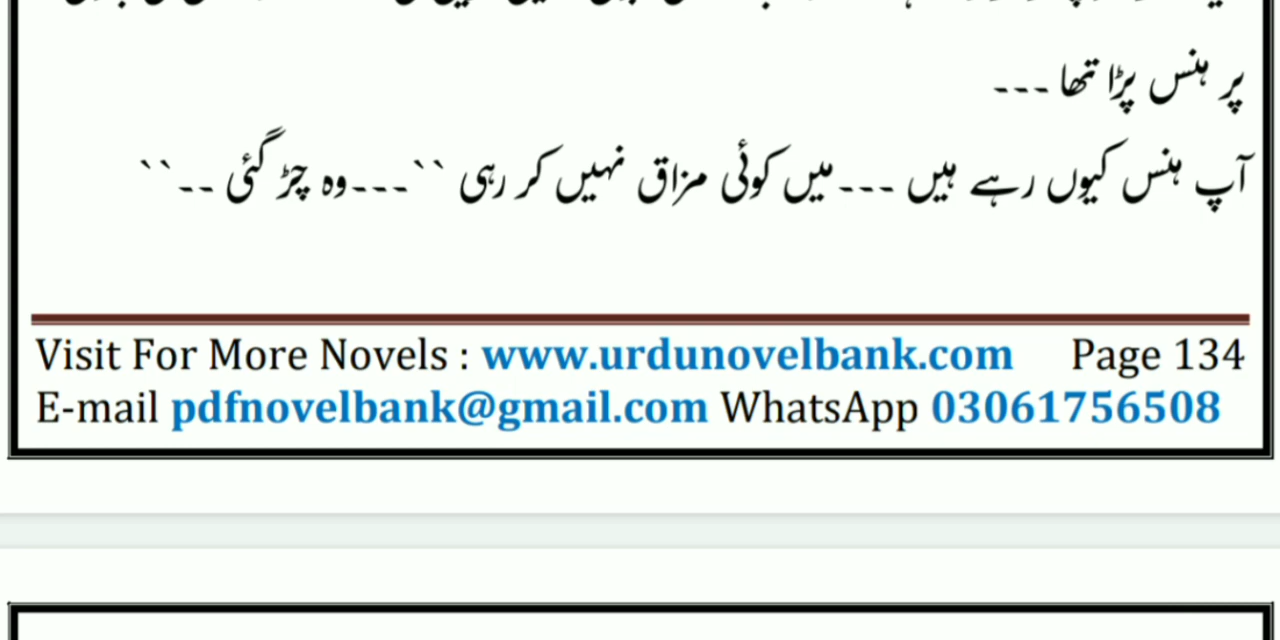 پر ہنس پڑا تھا ---
آپ ہنس کیوں رہے ہیں ---میں کوئی مزاق نہیں کر رہی ``---وہ چڑ گئی --``
Visit For More Novels : www.urdunovelbank.com Page 134
E-mail pdfnovelbank@gmail.com WhatsApp 03061756508